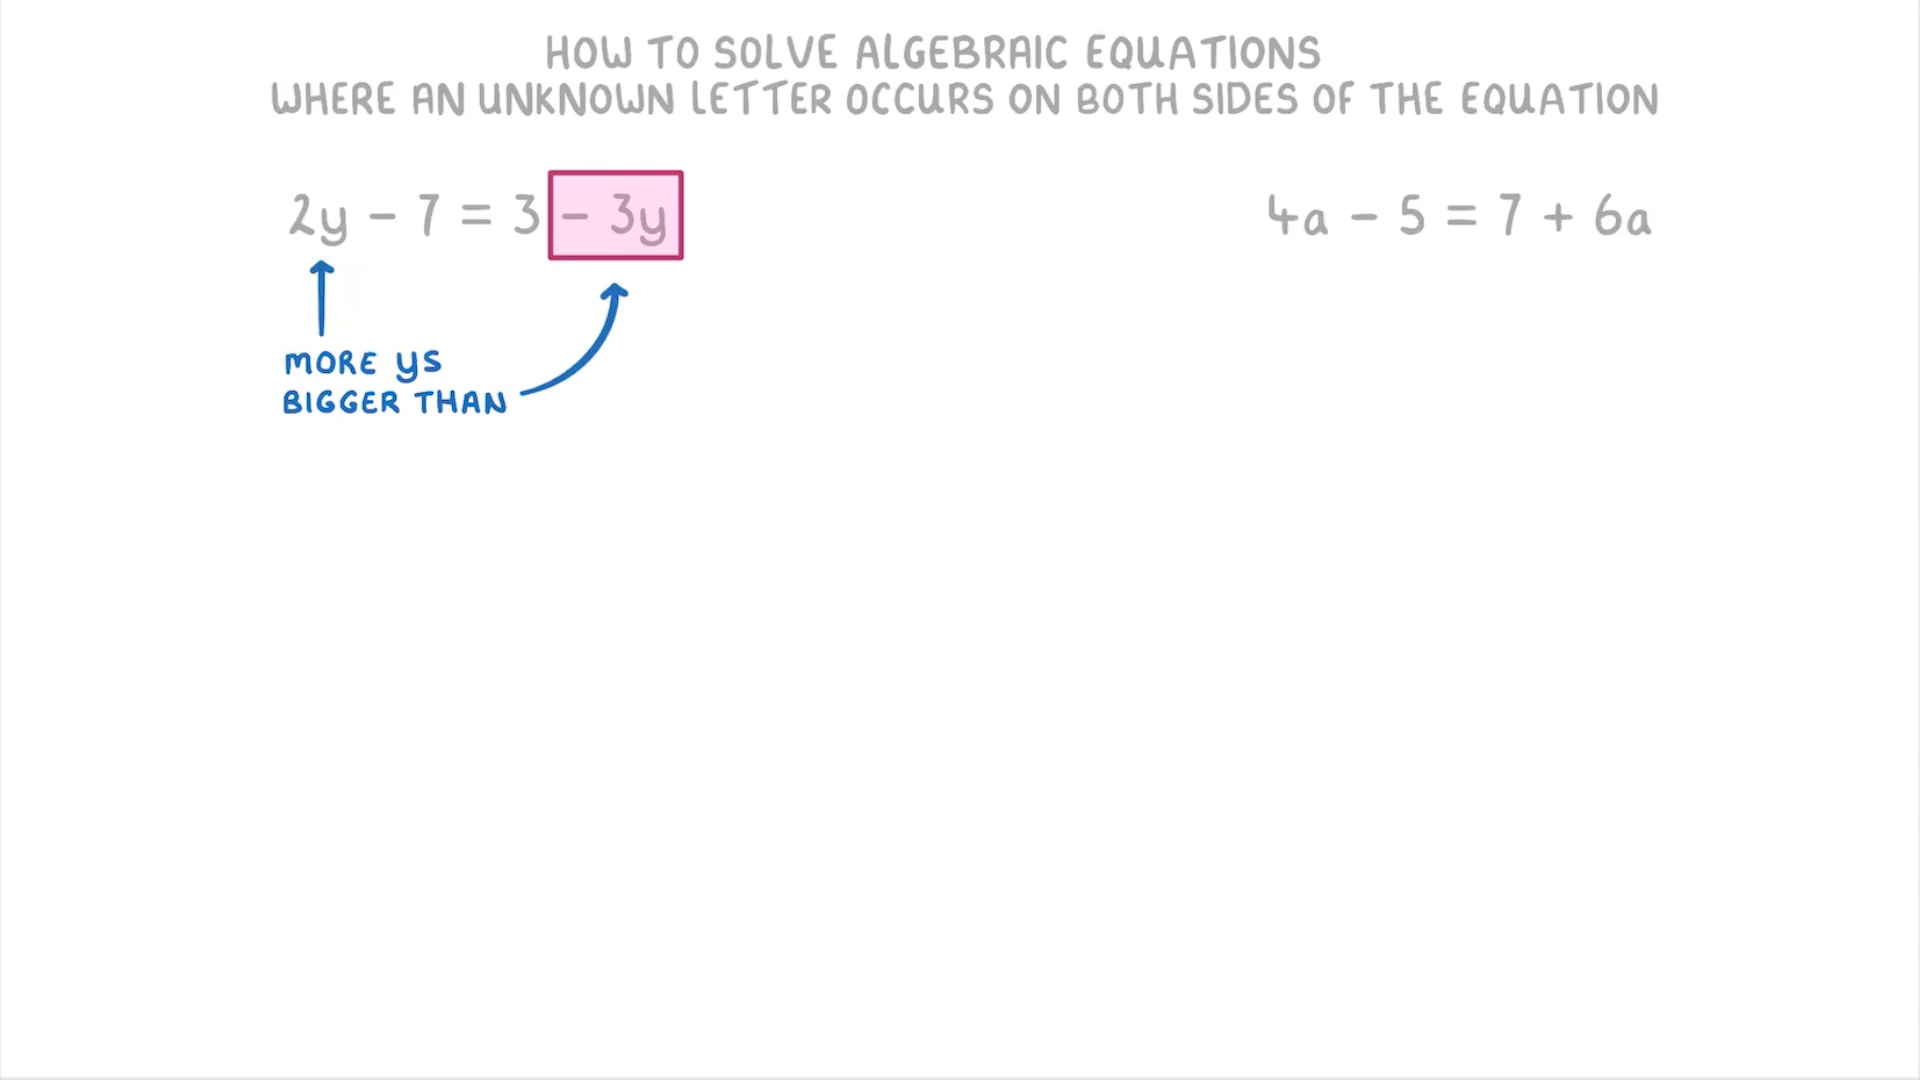 HOW TO SOLVE ALGEBRAIC EQUATIONS
WHERE AN UNKNOWN LETTER OCCURS ON BOTH SIDES OF THE EQUATION
2y − 7 = 3 − 3y
4a − 5 = 7 + 6a
MORE ys
BIGGER THAN